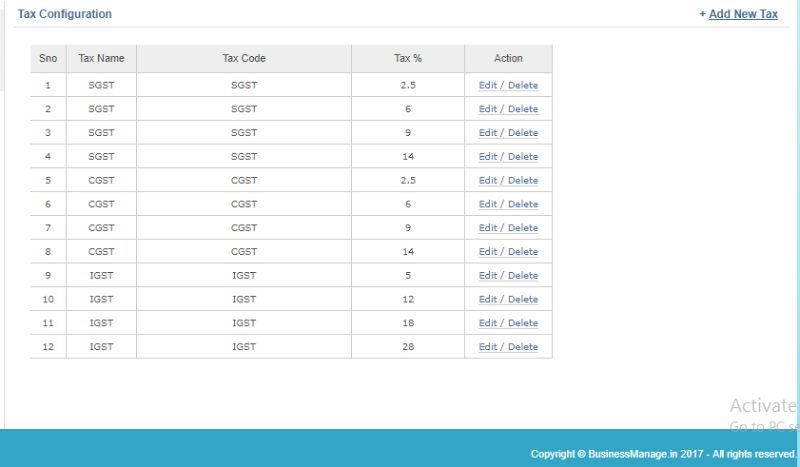 Tax Configuration + Add New Tax
Sno Tax Name Tax Code Tax % Action
1 SGST SGST 2.5 Edit / Delete
2 SGST SGST 6 Edit / Delete
3 SGST SGST 9 Edit / Delete
4 SGST SGST 14 Edit / Delete
5 CGST CGST 2.5 Edit / Delete
6 CGST CGST 6 Edit / Delete
7 CGST CGST 9 Edit / Delete
8 CGST CGST 14 Edit / Delete
9 IGST IGST 5 Edit / Delete
10 IGST IGST 12 Edit / Delete
11 IGST IGST 18 Edit / Delete
12 IGST IGST 28 Edit / Delete
Activate
Go to PC se
Copyright © BusinessManage.in 2017 - All rights reserved.